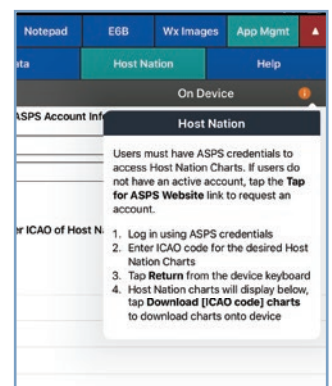 Notepad E6B Wx Images App Mgmt
ata Host Nation Help
On Device
ASPS Account Info
Host Nation
Users must have ASPS credentials to
access Host Nation Charts. If users do
not have an active account, tap the Tap
for ASPS Website link to request an
account.
er ICAO of Host Na
1. Log in using ASPS credentials
2. Enter ICAO code for the desired Host
Nation Charts
3. Tap Return from the device keyboard
4. Host Nation charts will display below,
tap Download [ICAO code] charts
to download charts onto device